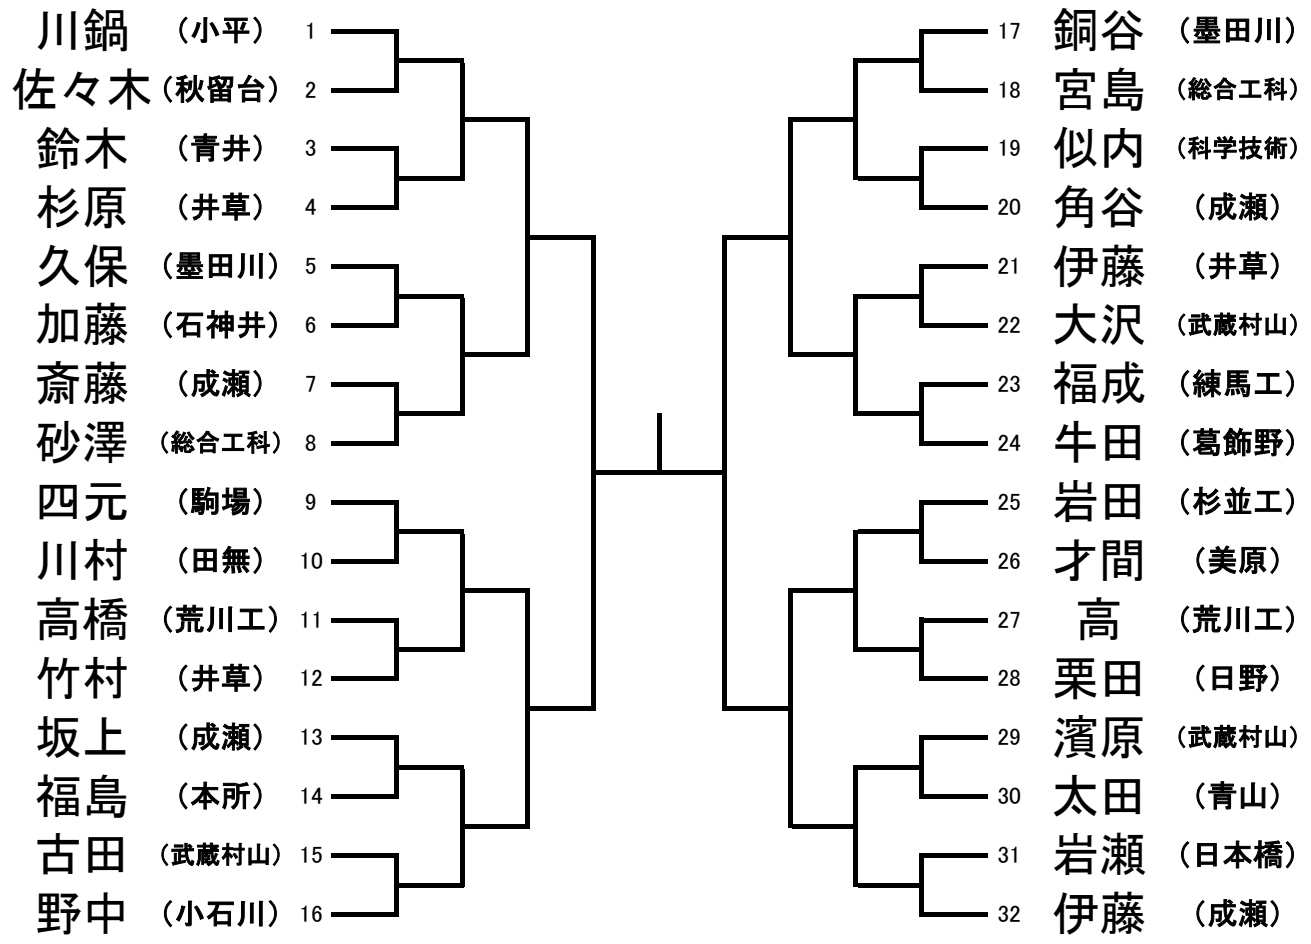 川鍋 （小平） 1
佐々木（秋留台） 2
鈴木 （青井） 3
杉原 （井草） 4
久保 （墨田川） 5
加藤 （石神井） 6
斎藤 （成瀬） 7
砂澤 （総合工科） 8
四元 （駒場） 9
川村 （田無） 10
高橋 （荒川工） 11
竹村 （井草） 12
坂上 （成瀬） 13
福島 （本所） 14
古田 （武蔵村山） 15
野中 （小石川） 16
17 銅谷 （墨田川）
18 宮島 （総合工科）
19 似内 （科学技術）
20 角谷 （成瀬）
21 伊藤 （井草）
22 大沢 （武蔵村山）
23 福成 （練馬工）
24 牛田 （葛飾野）
25 岩田 （杉並工）
26 才間 （美原）
27 高 （荒川工）
28 栗田 （日野）
29 濱原 （武蔵村山）
30 太田 （青山）
31 岩瀬 （日本橋）
32 伊藤 （成瀬）